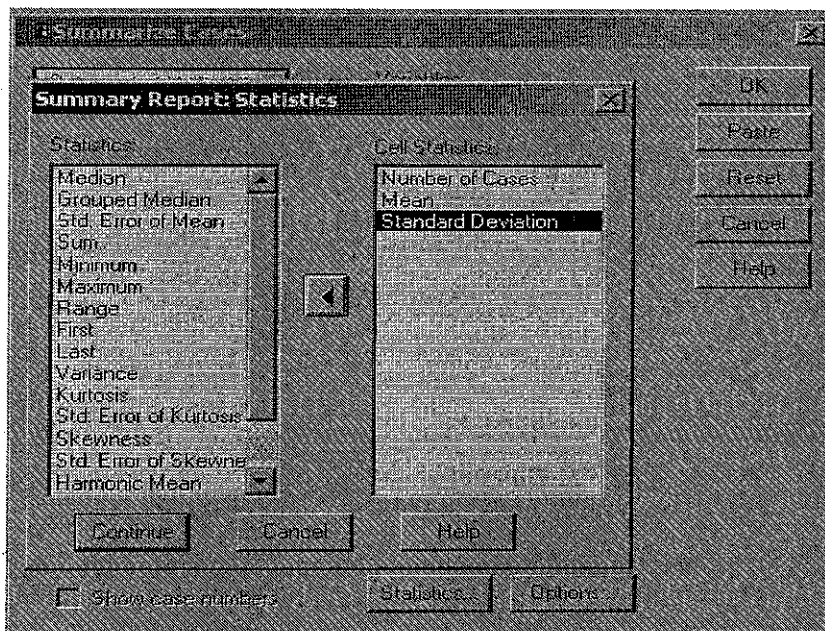 Summarize Cases
Variables:
Summary Report: Statistics
Statistics:
Median
Grouped Median
Std. Error of Mean
Sum
Minimum
Maximum
Range
First
Last
Variance
Kurtosis
Std. Error of Kurtosis
Skewness
Std. Error of Skewne
Harmonic Mean
Cell Statistics:
Number of Cases
Mean
Standard Deviation
Continue
Cancel
Help
OK
Paste
Reset
Cancel
Help
Show case numbers
Statistics...
Options...